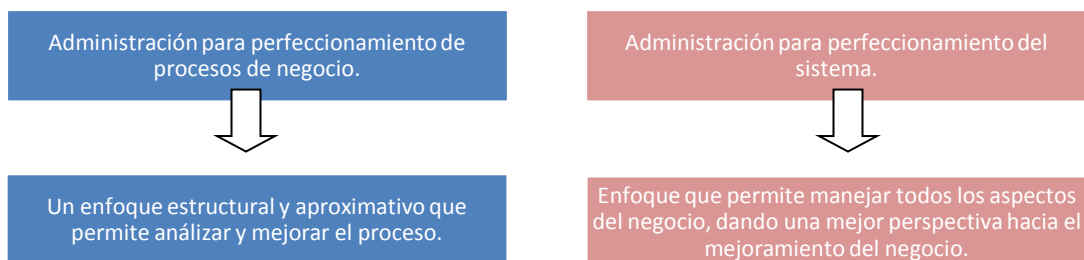 Administración para perfeccionamiento de
procesos de negocio.
Administración para perfeccionamiento del
sistema.
Un enfoque estructural y aproximativo que
permite análizar y mejorar el proceso.
Enfoque que permite manejar todos los aspectos
del negocio, dando una mejor perspectiva hacia el
mejoramiento del negocio.